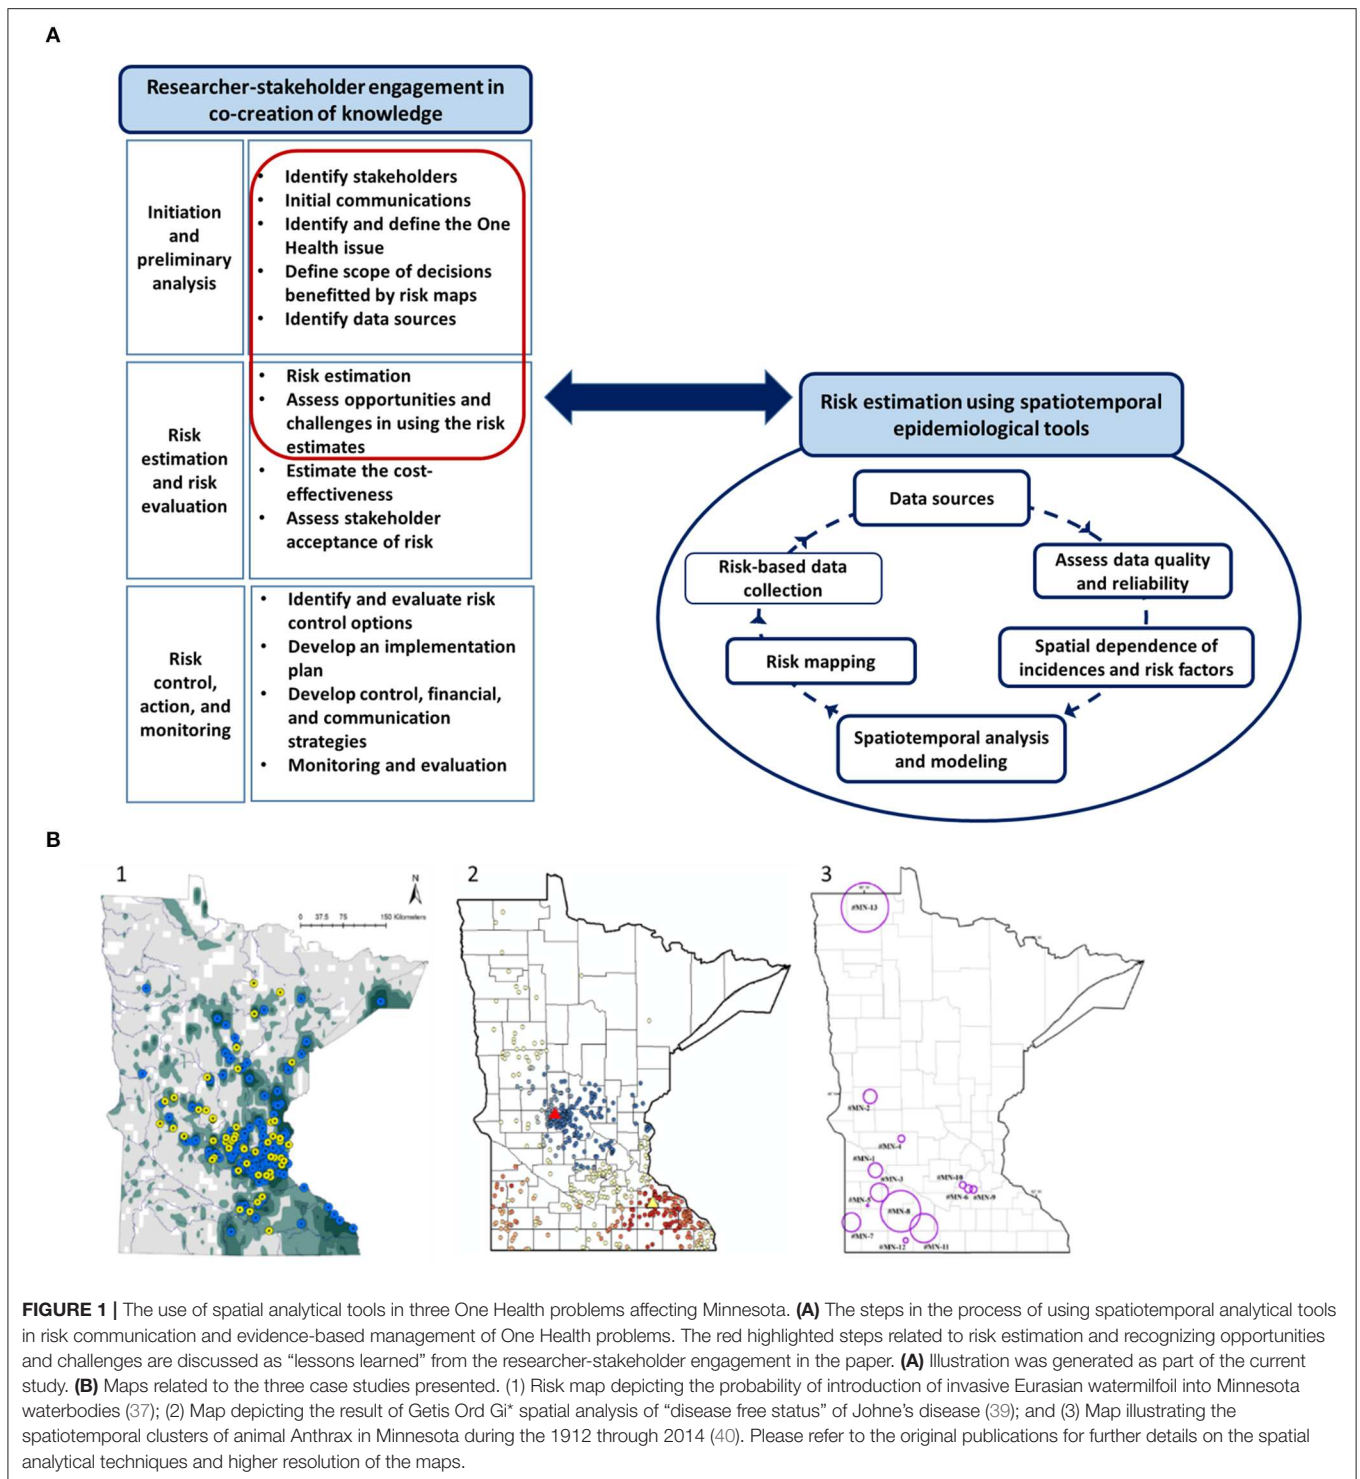 A
Researcher-stakeholder engagement in
co-creation of knowledge
Initiation
and
preliminary
analysis
• Identify stakeholders
• Initial communications
• Identify and define the One
Health issue
• Define scope of decisions
benefitted by risk maps
• Identify data sources
Risk
estimation
and risk
evaluation
• Risk estimation
• Assess opportunities and
challenges in using the risk
estimates
• Estimate the cost-
effectiveness
• Assess stakeholder
acceptance of risk
Risk
control,
action, and
monitoring
• Identify and evaluate risk
control options
• Develop an implementation
plan
• Develop control, financial,
and communication
strategies
• Monitoring and evaluation
Risk estimation using spatiotemporal
epidemiological tools
Data sources
Assess data quality
and reliability
Spatial dependence of
incidences and risk factors
Spatiotemporal analysis
and modeling
Risk mapping
Risk-based data
collection
B
1
N
0 37.5 75 150 Kilometers
2
3
#MN-13
#MN-2
#MN-4
#MN-1
#MN-3
#MN-10
#MN-6 #MN-9
#MN-5
#MN-8
#MN-7
#MN-12 #MN-11
FIGURE 1 | The use of spatial analytical tools in three One Health problems affecting Minnesota. (A) The steps in the process of using spatiotemporal analytical tools
in risk communication and evidence-based management of One Health problems. The red highlighted steps related to risk estimation and recognizing opportunities
and challenges are discussed as “lessons learned” from the researcher-stakeholder engagement in the paper. (A) Illustration was generated as part of the current
study. (B) Maps related to the three case studies presented. (1) Risk map depicting the probability of introduction of invasive Eurasian watermilfoil into Minnesota
waterbodies (37); (2) Map depicting the result of Getis Ord Gi* spatial analysis of “disease free status” of Johne’s disease (39); and (3) Map illustrating the
spatiotemporal clusters of animal Anthrax in Minnesota during the 1912 through 2014 (40). Please refer to the original publications for further details on the spatial
analytical techniques and higher resolution of the maps.